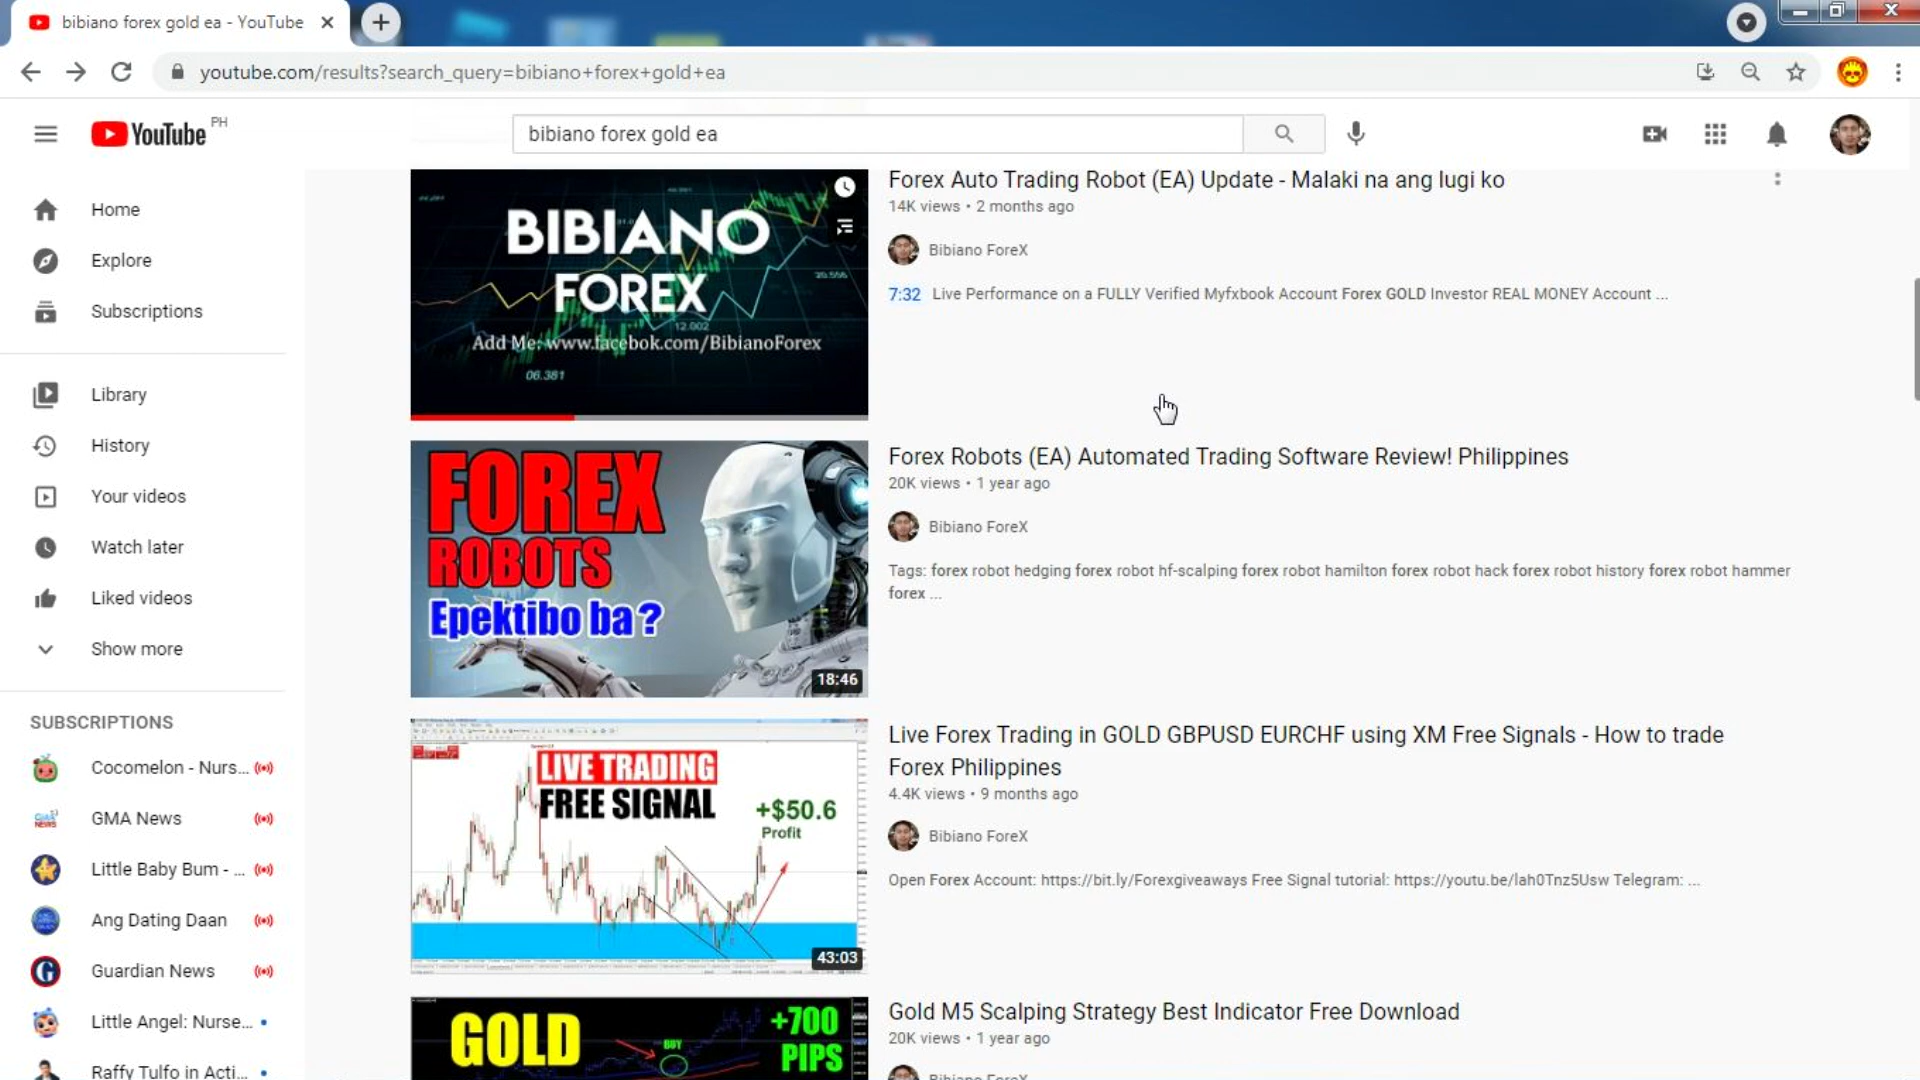 bibiano forex gold ea - YouTube
youtube.com/results?search_query=bibiano+forex+gold+ea
YouTube PH
bibiano forex gold ea
Home
Explore
Subscriptions
Library
History
Your videos
Watch later
Liked videos
Show more
SUBSCRIPTIONS
Cocomelon - Nurs...
GMA News
Little Baby Bum - ...
Ang Dating Daan
Guardian News
Little Angel: Nurse...
Raffy Tulfo in Acti...
BIBIANO
FOREX
12.002
Add Me: www.facebok.com/BibianoForex
06.381
20.556
Forex Auto Trading Robot (EA) Update - Malaki na ang lugi ko
14K views • 2 months ago
Bibiano ForeX
7:32 Live Performance on a FULLY Verified Myfxbook Account Forex GOLD Investor REAL MONEY Account ...
FOREX
ROBOTS
Epektibo ba?
18:46
Forex Robots (EA) Automated Trading Software Review! Philippines
20K views • 1 year ago
Bibiano ForeX
Tags: forex robot hedging forex robot hf-scalping forex robot hamilton forex robot hack forex robot history forex robot hammer
forex ...
LIVE TRADING
FREE SIGNAL
+$50.6
Profit
43:03
Live Forex Trading in GOLD GBPUSD EURCHF using XM Free Signals - How to trade
Forex Philippines
4.4K views • 9 months ago
Bibiano ForeX
Open Forex Account: https://bit.ly/Forexgiveaways Free Signal tutorial: https://youtu.be/lah0Tnz5Usw Telegram: ...
GOLD
BUY
+700
PIPS
Gold M5 Scalping Strategy Best Indicator Free Download
20K views • 1 year ago
Bibiano ForeX